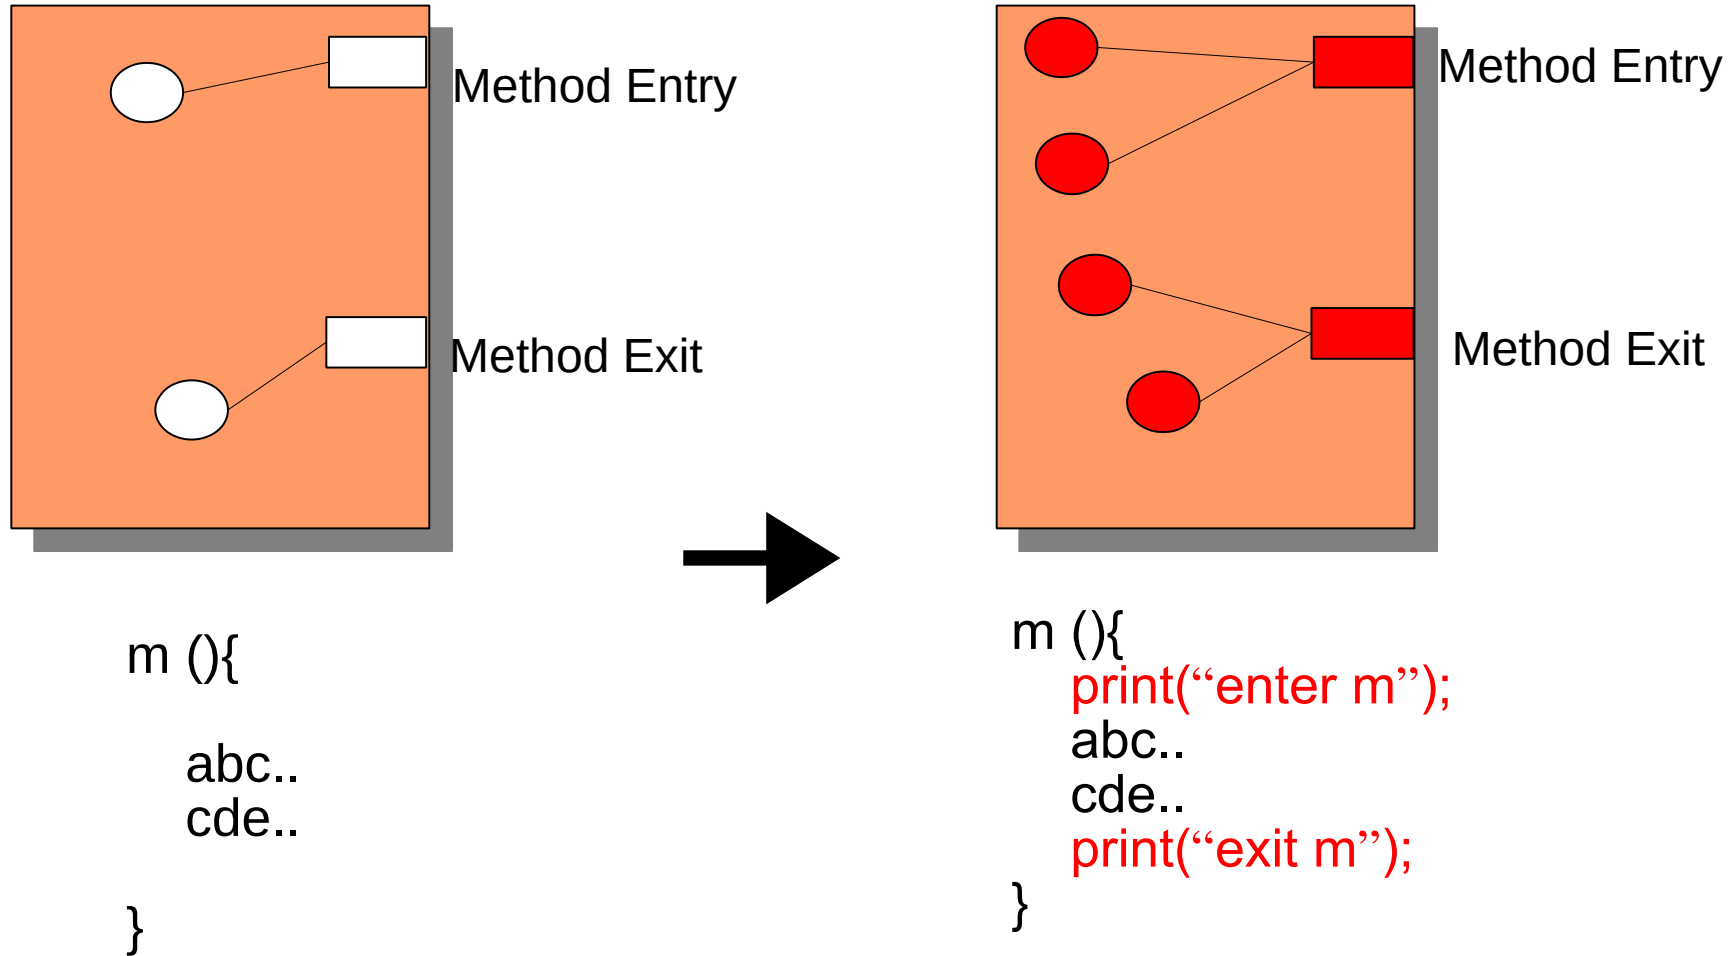 Method Entry
Method Exit
m (){
abc..
cde..
}
Method Entry
Method Exit
m (){
print(“enter m”);
abc..
cde..
print(“exit m”);
}